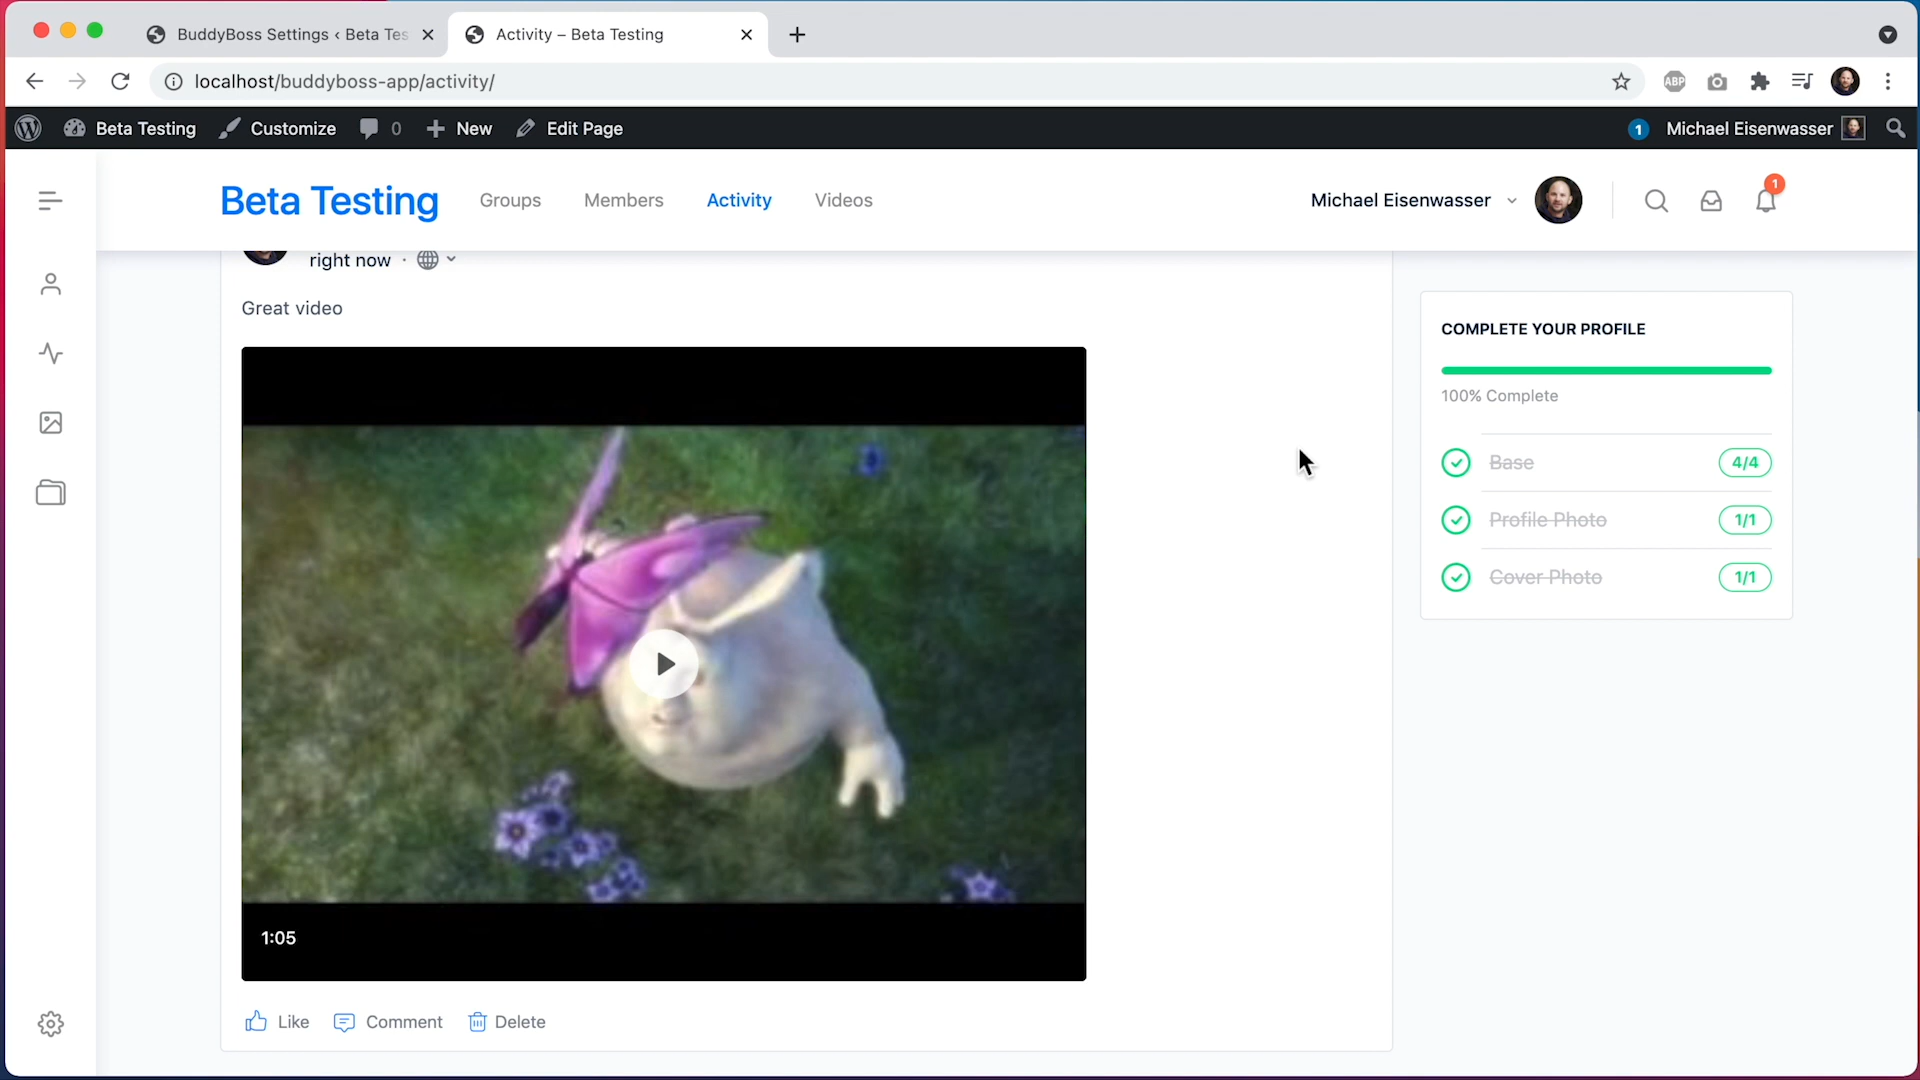 BuddyBoss Settings ‹ Beta Tes
Activity – Beta Testing
localhost/buddyboss-app/activity/
ABP
Beta Testing
Customize
0
New
Edit Page
1
Michael Eisenwasser
Beta Testing
Groups
Members
Activity
Videos
Michael Eisenwasser
1
right now ·
Great video
1:05
Like
Comment
Delete
COMPLETE YOUR PROFILE
100% Complete
Base 4/4
Profile Photo 1/1
Cover Photo 1/1